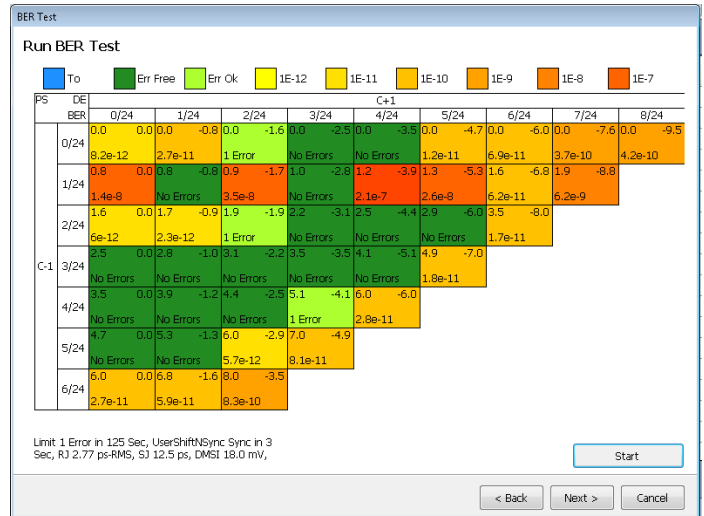 BER Test
Run BER Test
To Err Free Err Ok 1E-12 1E-11 1E-10 1E-9 1E-8 1E-7
PS DE C+1
BER 0/24 1/24 2/24 3/24 4/24 5/24 6/24 7/24 8/24
0.0 0.0 0.0 -0.8 0.0 -1.6 0.0 -2.5 0.0 -3.5 0.0 -4.7 0.0 -6.0 0.0 -7.6 0.0 -9.5
0/24
8.2e-12 2.7e-11 1 Error No Errors No Errors 1.2e-11 6.9e-11 3.7e-10 4.2e-10
0.8 0.0 0.8 -0.8 0.9 -1.7 1.0 -2.8 1.2 -3.9 1.3 -5.3 1.6 -6.8 1.9 -8.8
1/24
1.4e-8 No Errors 3.5e-8 No Errors 2.1e-7 2.6e-8 6.2e-11 6.2e-9
1.6 0.0 1.7 -0.9 1.9 -1.9 2.2 -3.1 2.5 -4.4 2.9 -6.0 3.5 -8.0
2/24
6e-12 2.3e-12 1 Error No Errors No Errors No Errors 1.7e-11
2.5 0.0 2.8 -1.0 3.1 -2.2 3.5 -3.5 4.1 -5.1 4.9 -7.0
C-1 3/24
No Errors No Errors No Errors No Errors No Errors 1.8e-11
3.5 0.0 3.9 -1.2 4.4 -2.5 5.1 -4.1 6.0 -6.0
4/24
No Errors No Errors No Errors 1 Error 2.8e-11
4.7 0.0 5.3 -1.3 6.0 -2.9 7.0 -4.9
5/24
No Errors No Errors 5.7e-12 8.1e-11
6.0 0.0 6.8 -1.6 8.0 -3.5
6/24
2.7e-11 5.9e-11 8.3e-10
Limit 1 Error in 125 Sec, UserShiftNSync Sync in 3
Sec, RJ 2.77 ps-RMS, SJ 12.5 ps, DMSI 18.0 mV,
Start
< Back Next > Cancel